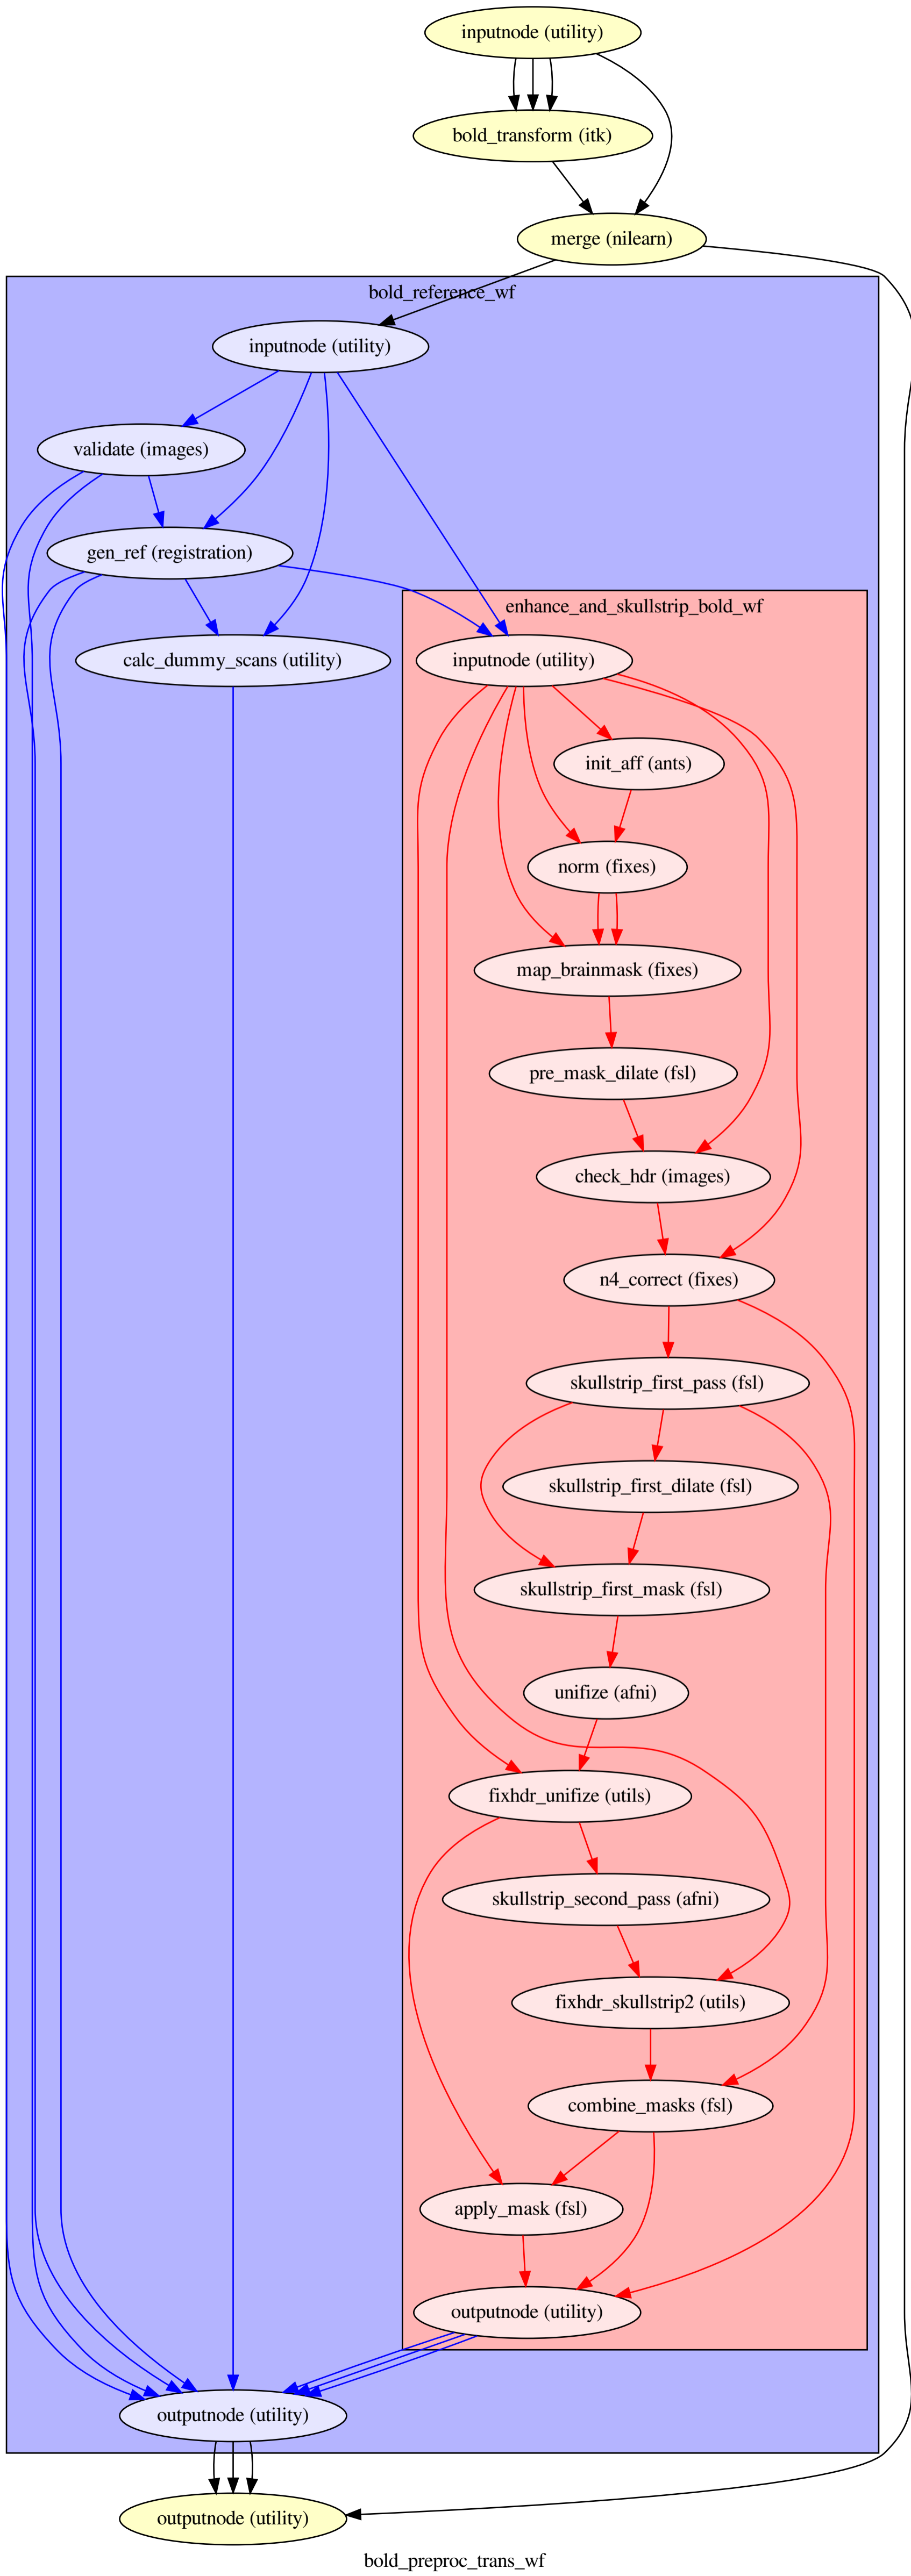 inputnode (utility)
bold_transform (itk)
merge (nilearn)
bold_reference_wf
inputnode (utility)
validate (images)
gen_ref (registration)
enhance_and_skullstrip_bold_wf
calc_dummy_scans (utility)
inputnode (utility)
init_aff (ants)
norm (fixes)
map_brainmask (fixes)
pre_mask_dilate (fsl)
check_hdr (images)
n4_correct (fixes)
skullstrip_first_pass (fsl)
skullstrip_first_dilate (fsl)
skullstrip_first_mask (fsl)
unifize (afni)
fixhdr_unifize (utils)
skullstrip_second_pass (afni)
fixhdr_skullstrip2 (utils)
combine_masks (fsl)
apply_mask (fsl)
outputnode (utility)
outputnode (utility)
outputnode (utility)
bold_preproc_trans_wf